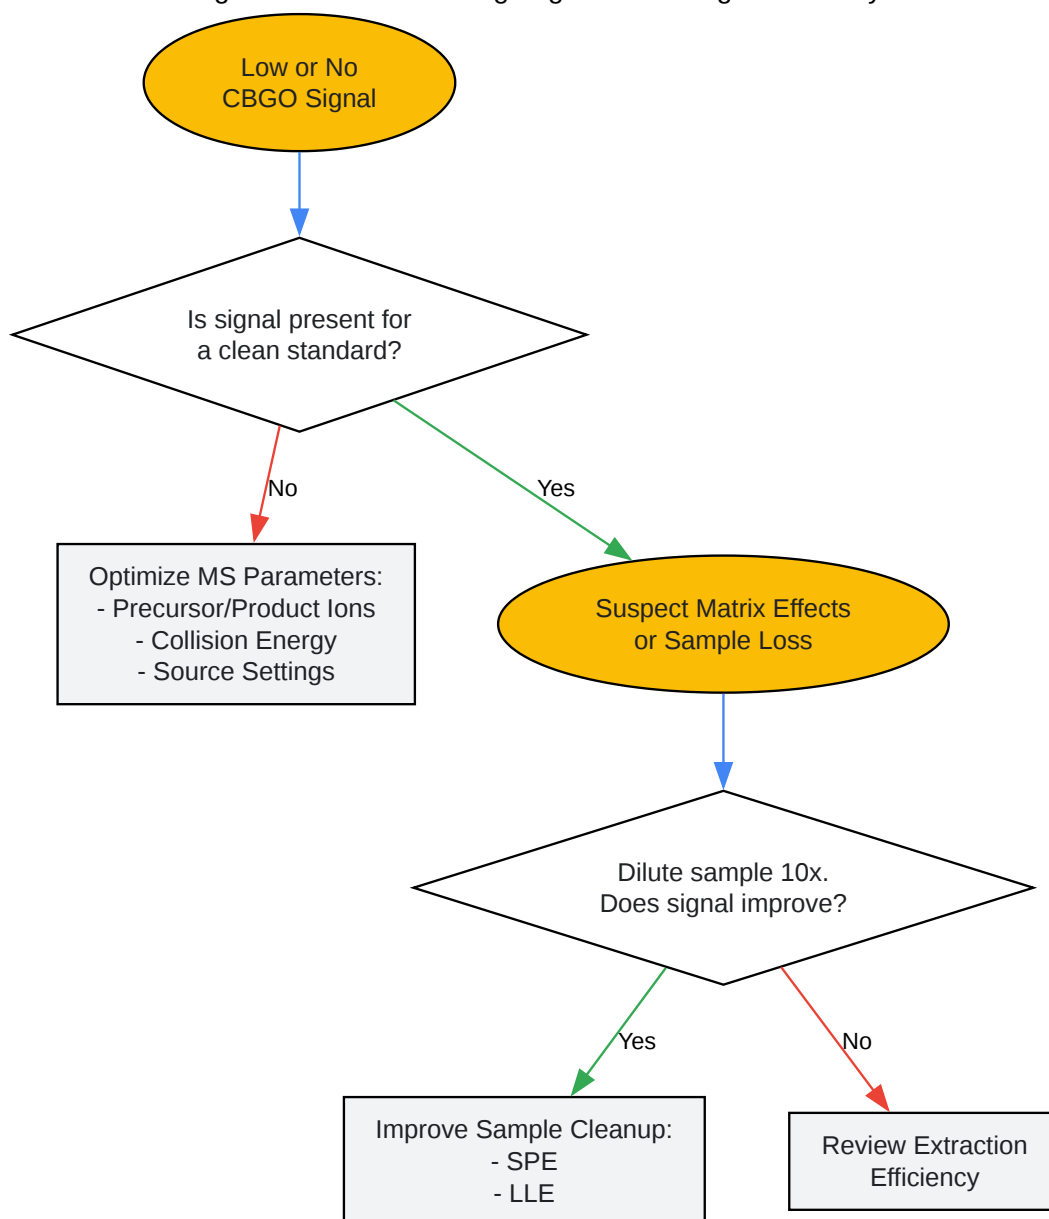 Low or No
CBGO Signal
Is signal present for
a clean standard?
No
Yes
Optimize MS Parameters:
- Precursor/Product Ions
- Collision Energy
- Source Settings
Suspect Matrix Effects
or Sample Loss
Dilute sample 10x.
Does signal improve?
Yes
No
Improve Sample Cleanup:
- SPE
- LLE
Review Extraction
Efficiency